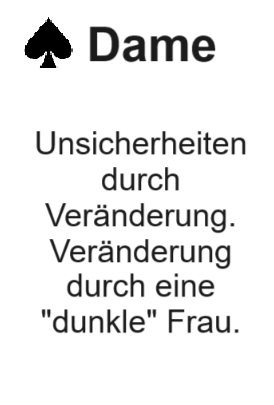 ♠ Dame
Unsicherheiten
durch
Veränderung.
Veränderung
durch eine
"dunkle" Frau.